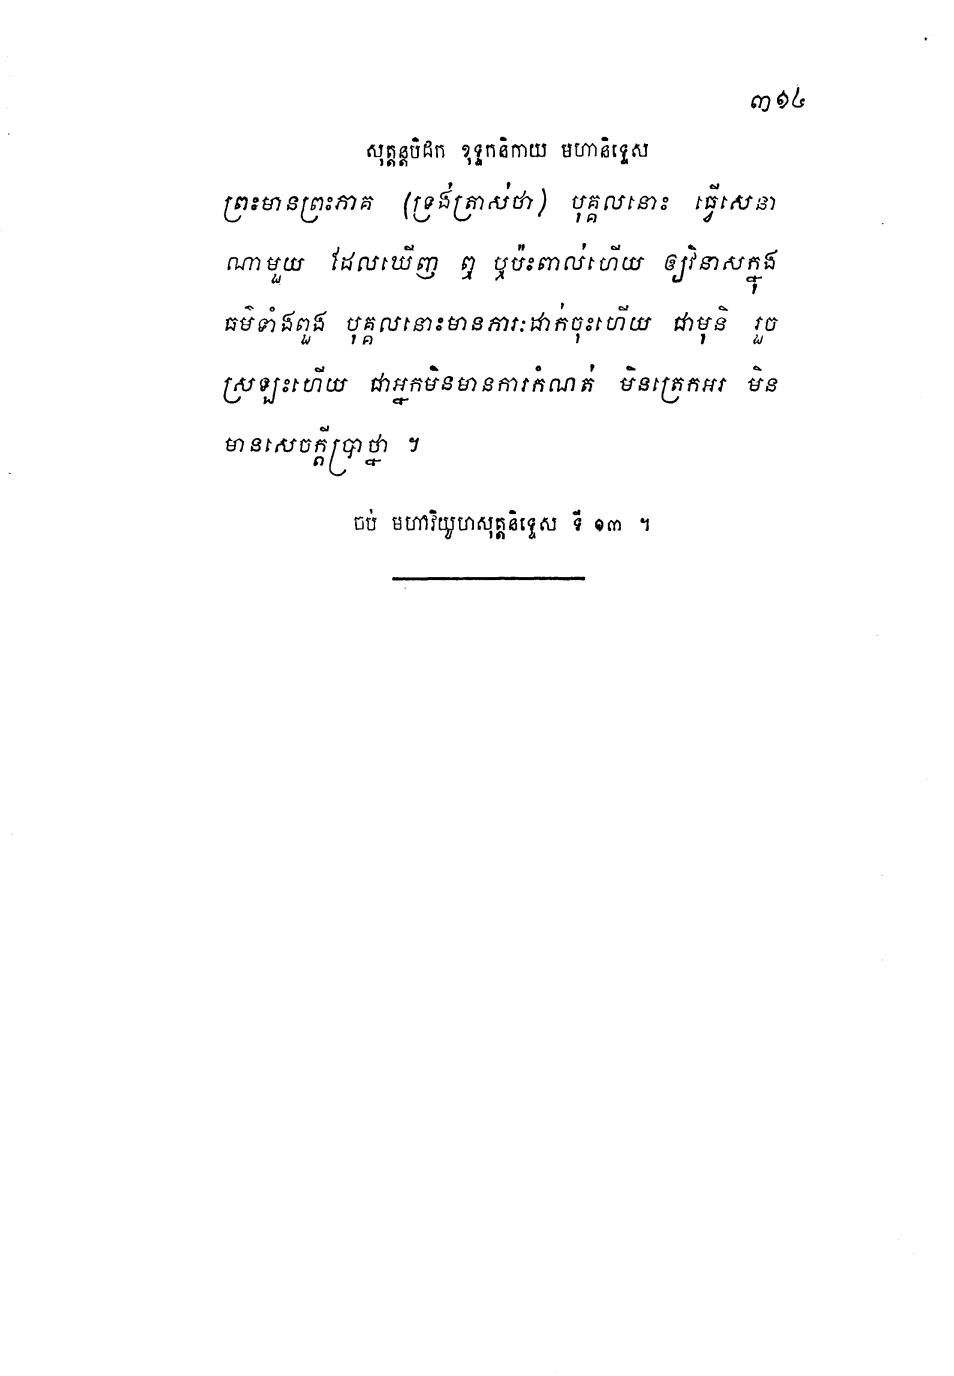 ៣១៤
សុត្តន្តបិដក ខុទ្ទកនិកាយ មហានិទ្ទេស
ព្រះមានព្រះភាគ (ទ្រង់ត្រាស់ថា) បុគ្គលនោះ ធ្វើសេនា
ណាមួយ ដែលឃើញ ឮ ឬប៉ះពាល់ហើយ ឲ្យវិនាសក្នុង
ធម៌ទាំងពួង បុគ្គលនោះមានភារៈដាក់ចុះហើយ ជាមុនិ រួច
ស្រឡះហើយ ជាអ្នកមិនមានការកំណត់ មិនត្រេកអរ មិន
មានសេចក្តីប្រាថ្នា ។
ចប់ មហាវិយូហសុត្តនិទ្ទេស ទី ១៣ ។